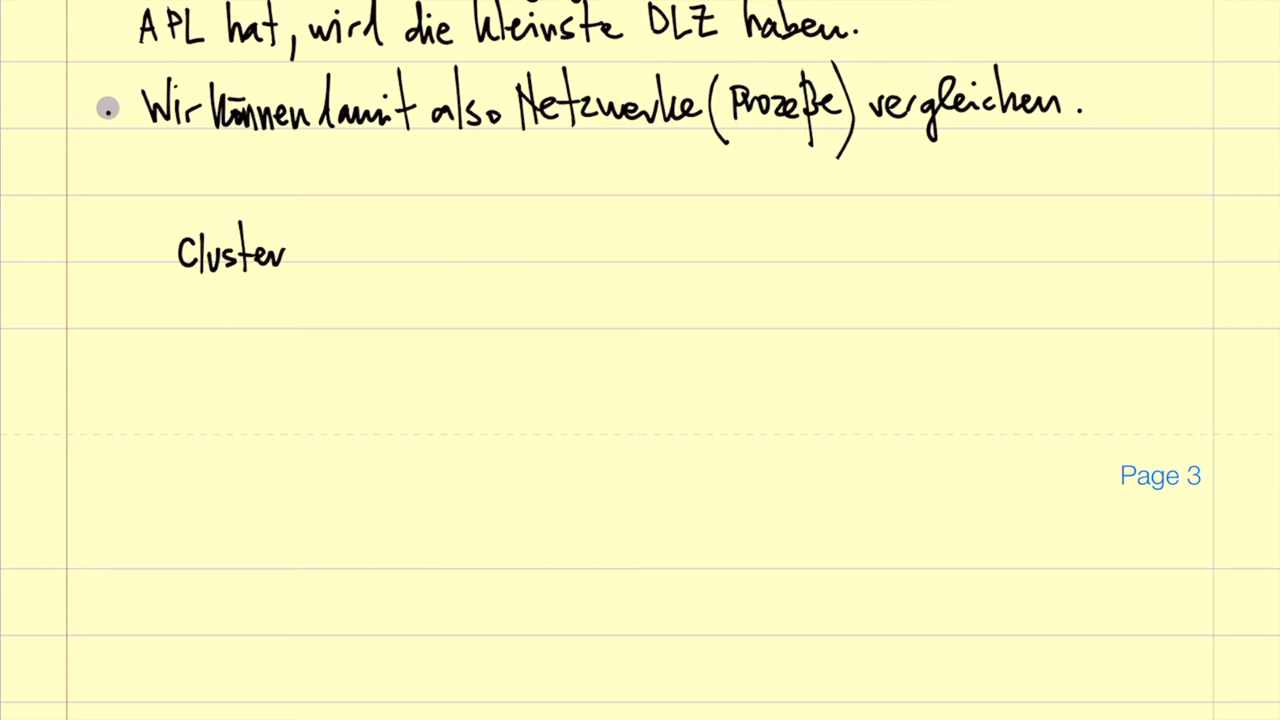 APL hat, wird die kleinste DLZ haben.
• Wir können damit also Netzwerke (Prozeße) vergleichen.
Cluster
Page 3